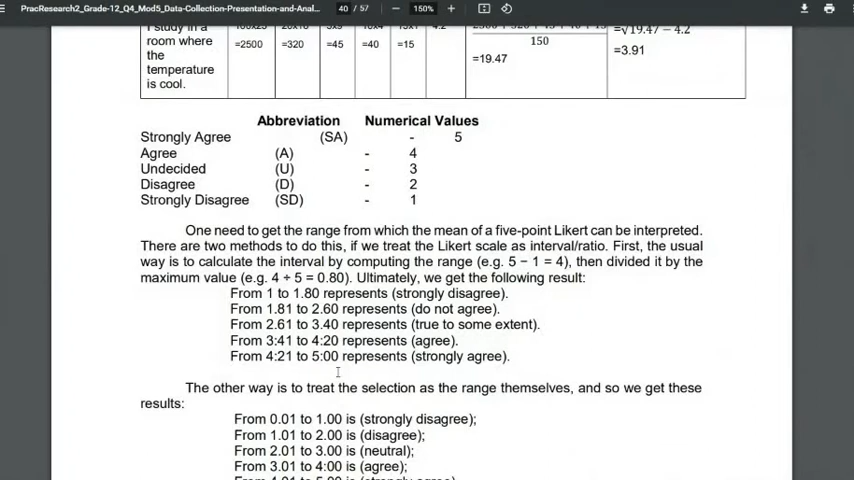 PracResearch2_Grade-12_Q4_Mod5_Data-Collection-Presentation-and-Anal...
40 / 57 — 150% +
I study in a
room where
the
temperature
is cool.
=2500 =320 =45 =40 =15
150
=19.47
=√19.47 − 4.2
=3.91
Abbreviation Numerical Values
Strongly Agree (SA) - 5
Agree (A) - 4
Undecided (U) - 3
Disagree (D) - 2
Strongly Disagree (SD) - 1
One need to get the range from which the mean of a five-point Likert can be interpreted.
There are two methods to do this, if we treat the Likert scale as interval/ratio. First, the usual
way is to calculate the interval by computing the range (e.g. 5 − 1 = 4), then divided it by the
maximum value (e.g. 4 ÷ 5 = 0.80). Ultimately, we get the following result:
From 1 to 1.80 represents (strongly disagree).
From 1.81 to 2.60 represents (do not agree).
From 2.61 to 3.40 represents (true to some extent).
From 3:41 to 4:20 represents (agree).
From 4:21 to 5:00 represents (strongly agree).
The other way is to treat the selection as the range themselves, and so we get these
results:
From 0.01 to 1.00 is (strongly disagree);
From 1.01 to 2.00 is (disagree);
From 2.01 to 3.00 is (neutral);
From 3.01 to 4:00 is (agree);